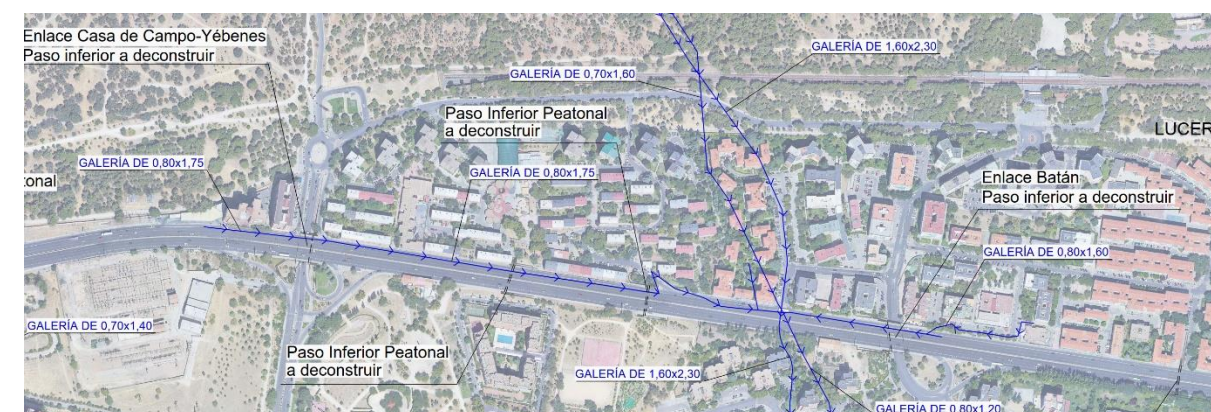 Enlace Casa de Campo-Yébenes
Paso inferior a deconstruir
GALERÍA DE 1,60x2,30
GALERÍA DE 0,70x1,60
Paso Inferior Peatonal
a deconstruir
LUCER
GALERÍA DE 0,80x1,75
GALERÍA DE 0,80x1,75
tonal
Enlace Batán
Paso inferior a deconstruir
GALERÍA DE 0,80x1,60
GALERÍA DE 0,70x1,40
Paso Inferior Peatonal
a deconstruir
GALERÍA DE 1,60x2,30
GALERÍA DE 0,80x1,20